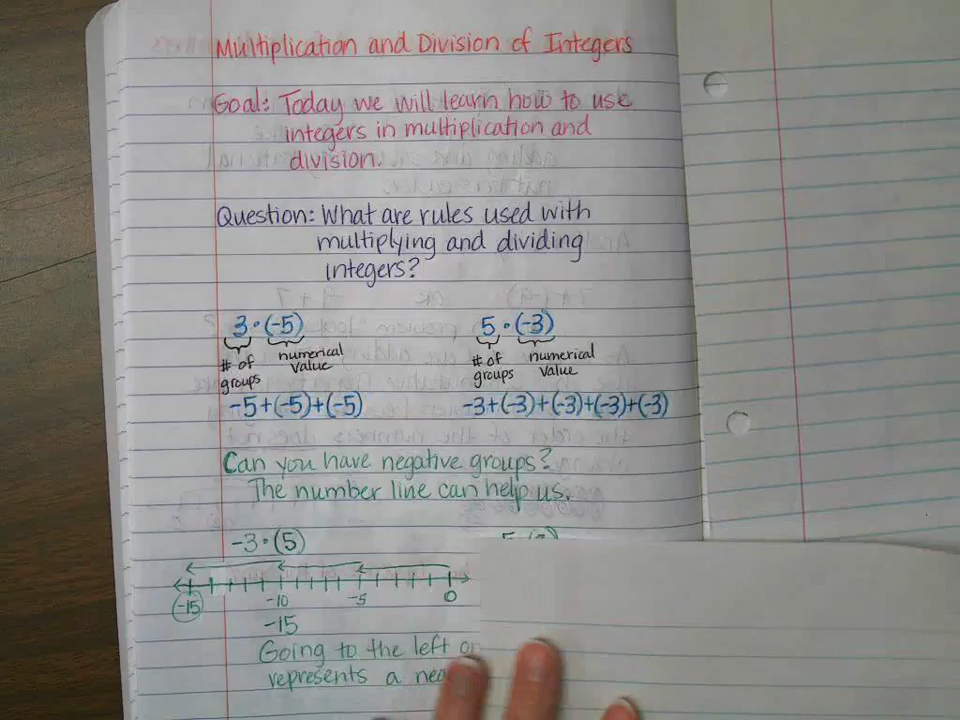 Multiplication and Division of Integers
Goal: Today we will learn how to use
integers in multiplication and
division.
Question: What are rules used with
multiplying and dividing
integers?
3 · (-5)
# of
groups
numerical
value
-5+(-5)+(-5)
5 · (-3)
# of
groups
numerical
value
-3+(-3)+(-3)+(-3)+(-3)
Can you have negative groups?
The number line can help us.
-3 · (5)
-15
-10
-5
0
-15
Going to the left
represents a